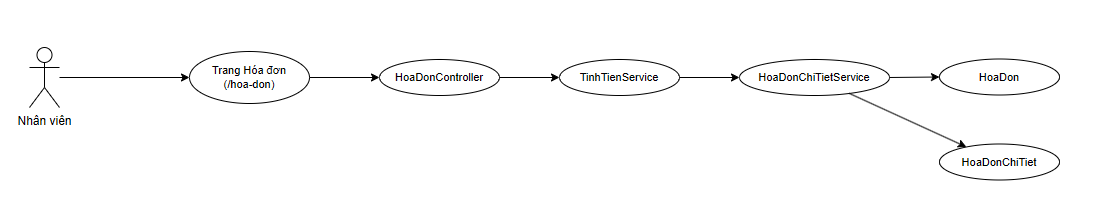 Nhân viên
Trang Hóa đơn
(/hoa-don)
HoaDonController
TinhTienService
HoaDonChiTietService
HoaDon
HoaDonChiTiet